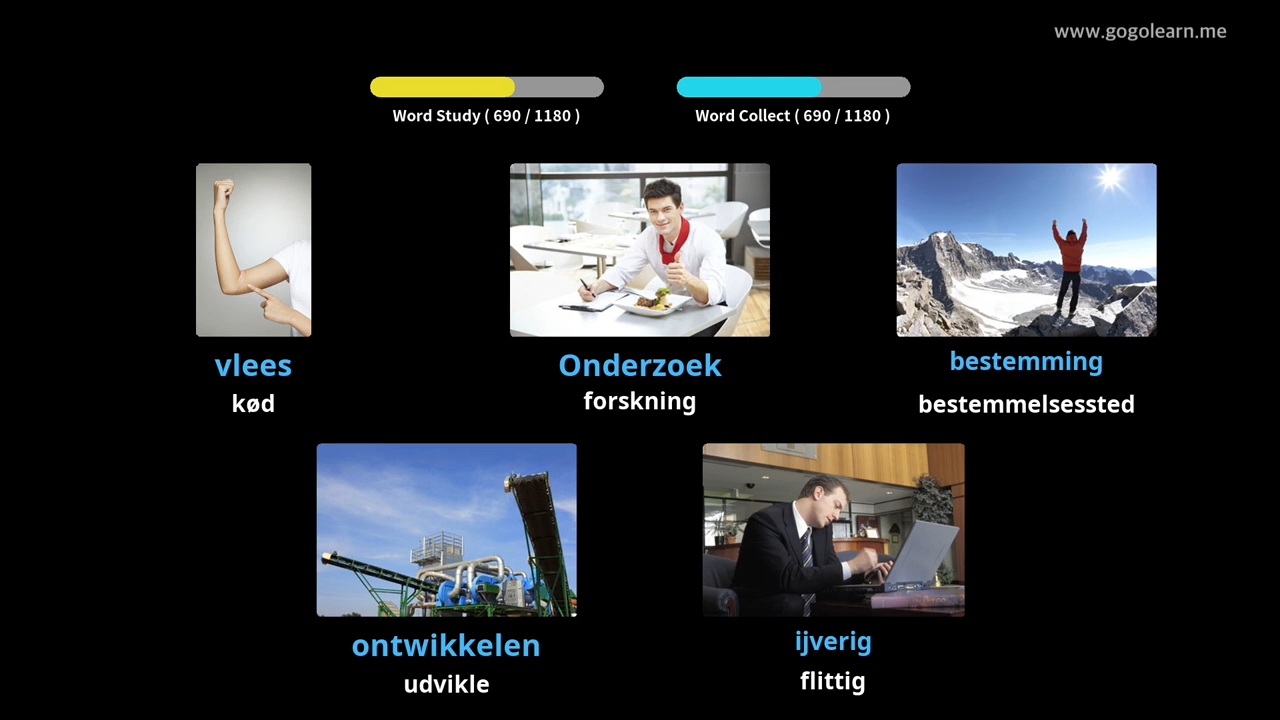 www.gogolearn.me
Word Study ( 690 / 1180 )
Word Collect ( 690 / 1180 )
vlees
kød
Onderzoek
forskning
bestemming
bestemmelsessted
ontwikkelen
udvikle
ijverig
flittig